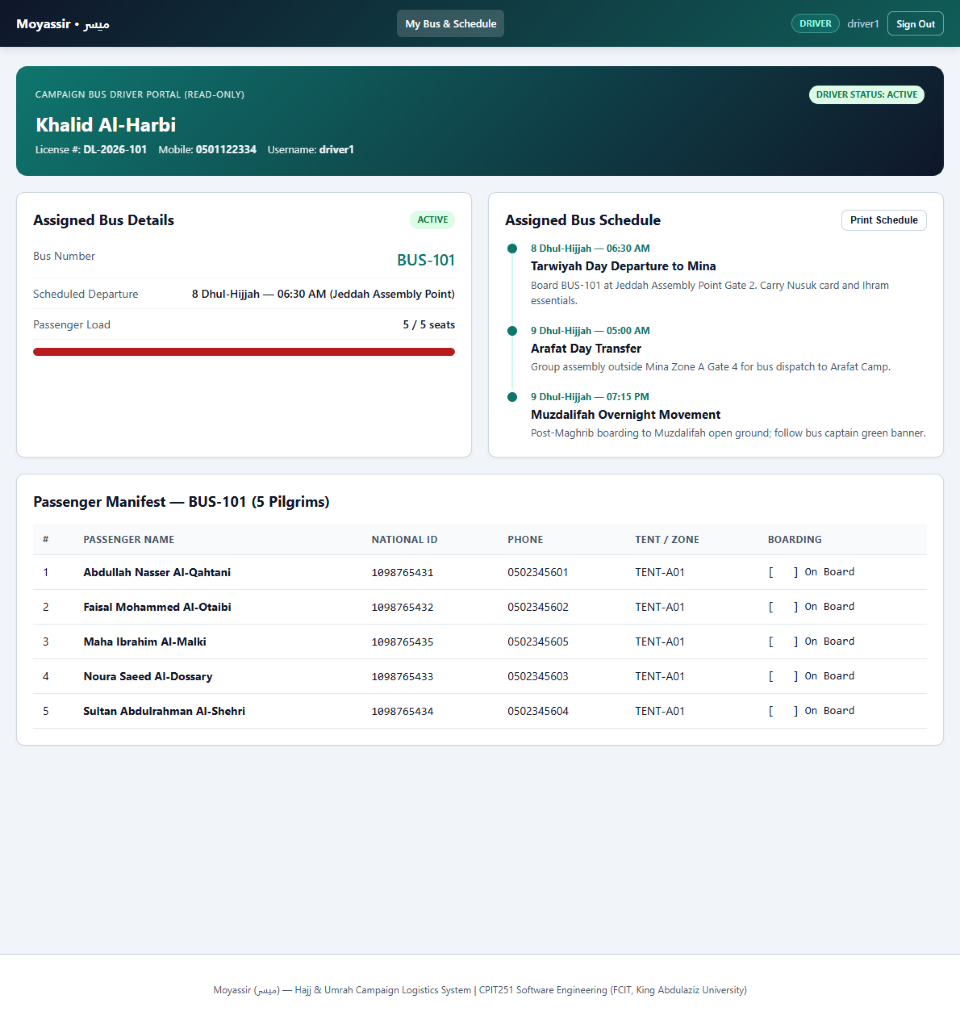 Moyassir • ميسر
My Bus & Schedule
DRIVER
driver1
Sign Out
CAMPAIGN BUS DRIVER PORTAL (READ-ONLY)
DRIVER STATUS: ACTIVE
Khalid Al-Harbi
License #: DL-2026-101 Mobile: 0501122334 Username: driver1
Assigned Bus Details
ACTIVE
Bus Number BUS-101
Scheduled Departure 8 Dhul-Hijjah — 06:30 AM (Jeddah Assembly Point)
Passenger Load 5 / 5 seats
Assigned Bus Schedule
Print Schedule
8 Dhul-Hijjah — 06:30 AM
Tarwiyah Day Departure to Mina
Board BUS-101 at Jeddah Assembly Point Gate 2. Carry Nusuk card and Ihram
essentials.
9 Dhul-Hijjah — 05:00 AM
Arafat Day Transfer
Group assembly outside Mina Zone A Gate 4 for bus dispatch to Arafat Camp.
9 Dhul-Hijjah — 07:15 PM
Muzdalifah Overnight Movement
Post-Maghrib boarding to Muzdalifah open ground; follow bus captain green banner.
Passenger Manifest — BUS-101 (5 Pilgrims)
# PASSENGER NAME NATIONAL ID PHONE TENT / ZONE BOARDING
1 Abdullah Nasser Al-Qahtani 1098765431 0502345601 TENT-A01 [ ] On Board
2 Faisal Mohammed Al-Otaibi 1098765432 0502345602 TENT-A01 [ ] On Board
3 Maha Ibrahim Al-Malki 1098765435 0502345605 TENT-A01 [ ] On Board
4 Noura Saeed Al-Dossary 1098765433 0502345603 TENT-A01 [ ] On Board
5 Sultan Abdulrahman Al-Shehri 1098765434 0502345604 TENT-A01 [ ] On Board
Moyassir (ميسر) — Hajj & Umrah Campaign Logistics System | CPIT251 Software Engineering (FCIT, King Abdulaziz University)